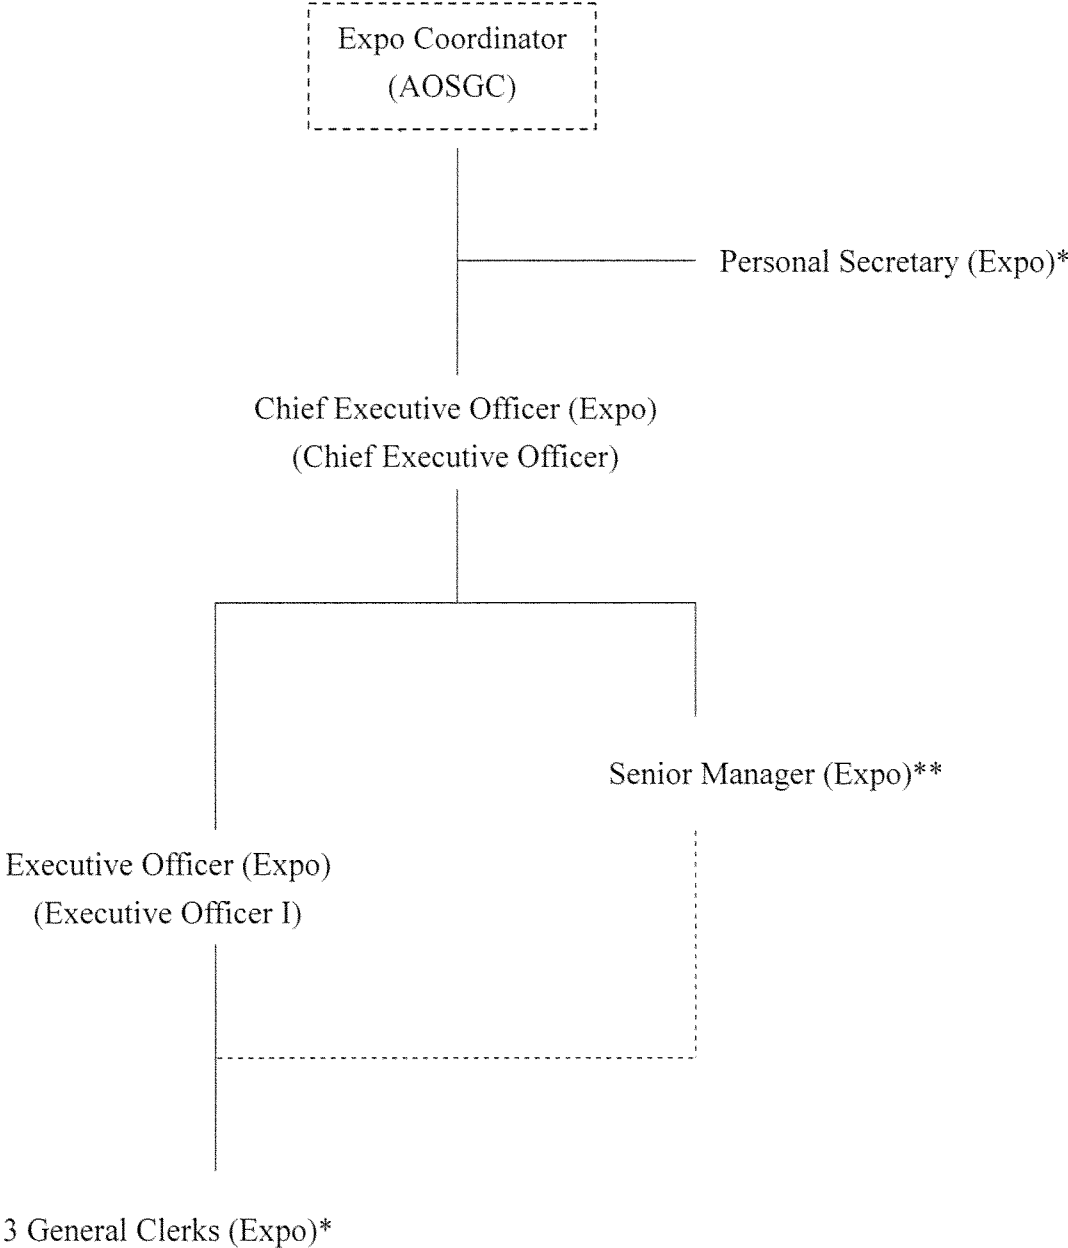 Expo Coordinator
(AOSGC)
Personal Secretary (Expo)*
Chief Executive Officer (Expo)
(Chief Executive Officer)
Senior Manager (Expo)**
Executive Officer (Expo)
(Executive Officer I)
3 General Clerks (Expo)*